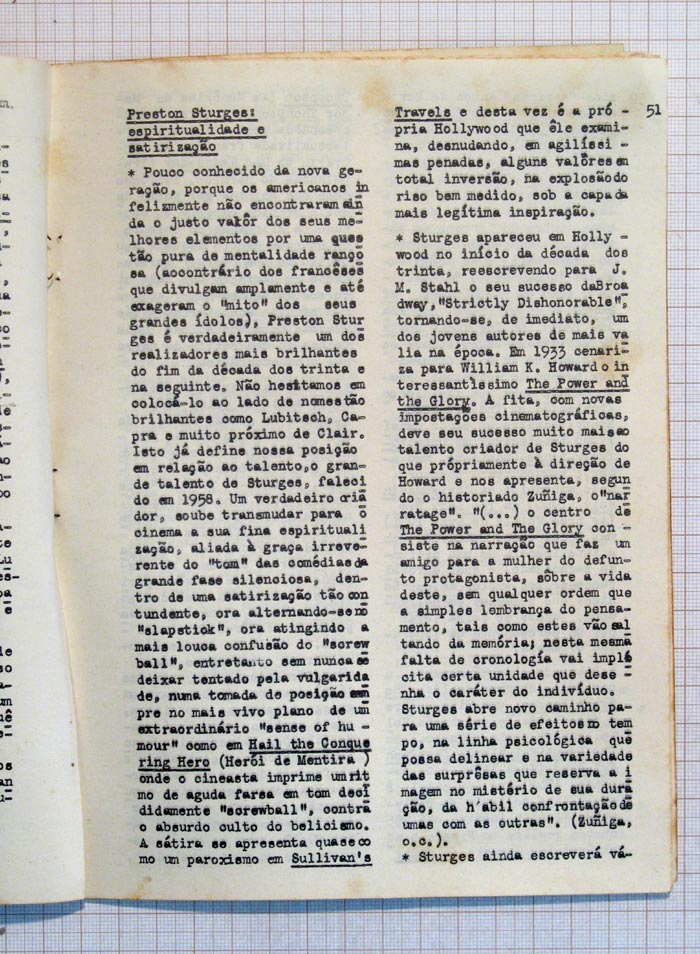 Preston Sturges:
espiritualidade e
satirização
* Pouco conhecido da nova ge-
ração, porque os americanos in
felizmente não encontraram ain
da o justo valôr dos seus me-
lhores elementos por uma ques
tão pura de mentalidade ranço
sa (aocontrário dos francêses
que divulgam amplamente e até
exageram o "mito" dos seus
grandes ídolos), Preston Stur
ges é verdadeiramente um dos
realizadores mais brilhantes
do fim da década dos trinta e
na seguinte. Não hesitamos em
colocá-lo ao lado de nomestão
brilhantes como Lubitsch, Ca-
pra e muito próximo de Clair.
Isto já define nossa posição
em relação ao talento,o gran-
de talento de Sturges, faleci
do em 1958. Um verdadeiro cria
dor, soube transmudar para o
cinema a sua fina espirituali
zação, aliada à graça irreve-
rente do "tom" das comédiasda
grande fase silenciosa, den-
tro de uma satirização tão con
tundente, ora alternando-seno
"slapstick", ora atingindo a
mais louca confusão do "screw
ball", entretanto sem nuncase
deixar tentado pela vulgarida
de, numa tomada de posição sem
pre no mais vivo plano de um
extraordinário "sense of hu -
mour" como em Hail the Conque
ring Hero (Herói de Mentira )
onde o cineasta imprime um rit
mo de aguda farsa em tom deci
didamente "screwball", contra
o absurdo culto do belicismo.
A sátira se apresenta quase co
mo um paroxismo em Sullivan's
51
Travels e desta vez é a pró -
pria Hollywood que êle exami-
na, desnudando, em agilíssi -
mas penadas, alguns valôres em
total inversão, na explosão do
riso bem medido, sob a capa da
mais legítima inspiração.
* Sturges apareceu em Holly -
wood no início da década dos
trinta, reescrevendo para J.
M. Stahl o seu sucesso daBroa
dway,"Strictly Dishonorable",
tornando-se, de imediato, um
dos jovens autores de mais va
lia na época. Em 1933 cenari-
za para William K. Howard o in
teressantíssimo The Power and
the Glory. A fita, com novas
impostações cinematográficas,
deve seu sucesso muito mais ao
talento criador de Sturges do
que própriamente à direção de
Howard e nos apresenta, segun
do o historiado Zuñiga, o"nar
ratage". "(...) o centro de
The Power and The Glory con -
siste na narração que faz um
amigo para a mulher do defun-
to protagonista, sôbre a vida
deste, sem qualquer ordem que
a simples lembrança do pensa-
mento, tais como estes vão sal
tando da memória; nesta mesma
falta de cronología vai implí
cita certa unidade que dese -
nha o caráter do indivíduo.
Sturges abre novo caminho pa-
ra uma série de efeitos no tem
po, na linha psicológica que
possa delinear e na variedade
das surprêsas que reserva a i
magem no mistério de sua dura
ção, da h'abil confrontação de
umas com as outras". (Zuñiga,
o.c.).
* Sturges ainda escreverá vá-